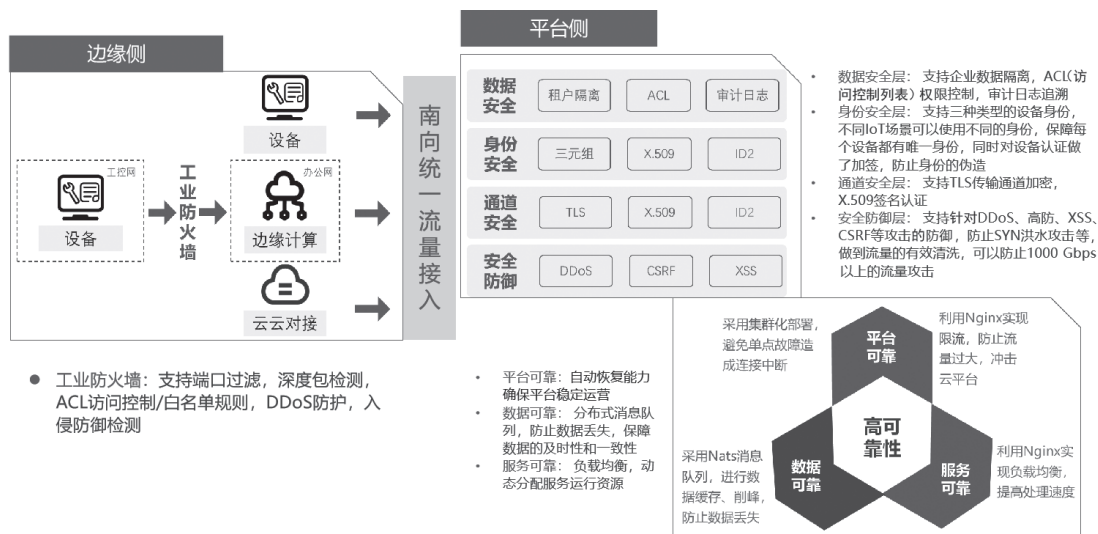 边缘侧
设备
工控网
设备
工业防火墙
办公网
边缘计算
云云对接
南向统一流量接入
● 工业防火墙：支持端口过滤，深度包检测，
ACL访问控制/白名单规则，DDoS防护，入
侵防御检测
平台侧
数据
安全
租户隔离
ACL
审计日志
身份
安全
三元组
X.509
ID2
通道
安全
TLS
X.509
ID2
安全
防御
DDoS
CSRF
XSS
• 数据安全层： 支持企业数据隔离，ACL（访
问控制列表）权限控制，审计日志追溯
• 身份安全层： 支持三种类型的设备身份，
不同IoT场景可以使用不同的身份，保障每
个设备都有唯一身份，同时对设备认证做
了加签，防止身份的伪造
• 通道安全层： 支持TLS传输通道加密，
X.509签名认证
• 安全防御层： 支持针对DDoS、高防、XSS、
CSRF等攻击的防御，防止SYN洪水攻击等，
做到流量的有效清洗，可以防止1000 Gbps
以上的流量攻击
• 平台可靠：自动恢复能力
确保平台稳定运营
• 数据可靠： 分布式消息队
列，防止数据丢失，保障
数据的及时性和一致性
• 服务可靠： 负载均衡，动
态分配服务运行资源
采用集群化部署，
避免单点故障造
成连接中断
平台
可靠
利用Nginx实现
限流，防止流
量过大，冲击
云平台
高可
靠性
采用Nats消息
队列，进行数
据缓存、削峰，
防止数据丢失
数据
可靠
服务
可靠
利用Nginx实
现负载均衡，
提高处理速度